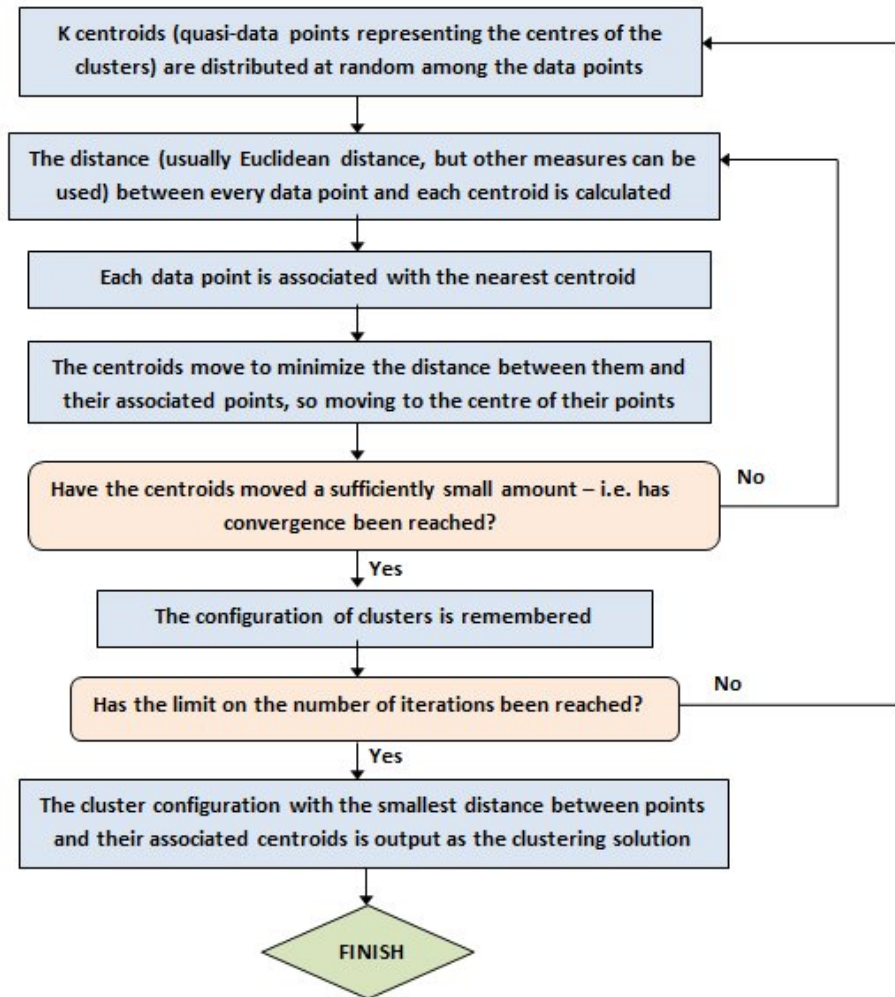 K centroids (quasi-data points representing the centres of the
clusters) are distributed at random among the data points
The distance (usually Euclidean distance, but other measures can be
used) between every data point and each centroid is calculated
Each data point is associated with the nearest centroid
The centroids move to minimize the distance between them and
their associated points, so moving to the centre of their points
Have the centroids moved a sufficiently small amount – i.e. has
convergence been reached?
No
Yes
The configuration of clusters is remembered
Has the limit on the number of iterations been reached?
No
Yes
The cluster configuration with the smallest distance between points
and their associated centroids is output as the clustering solution
FINISH